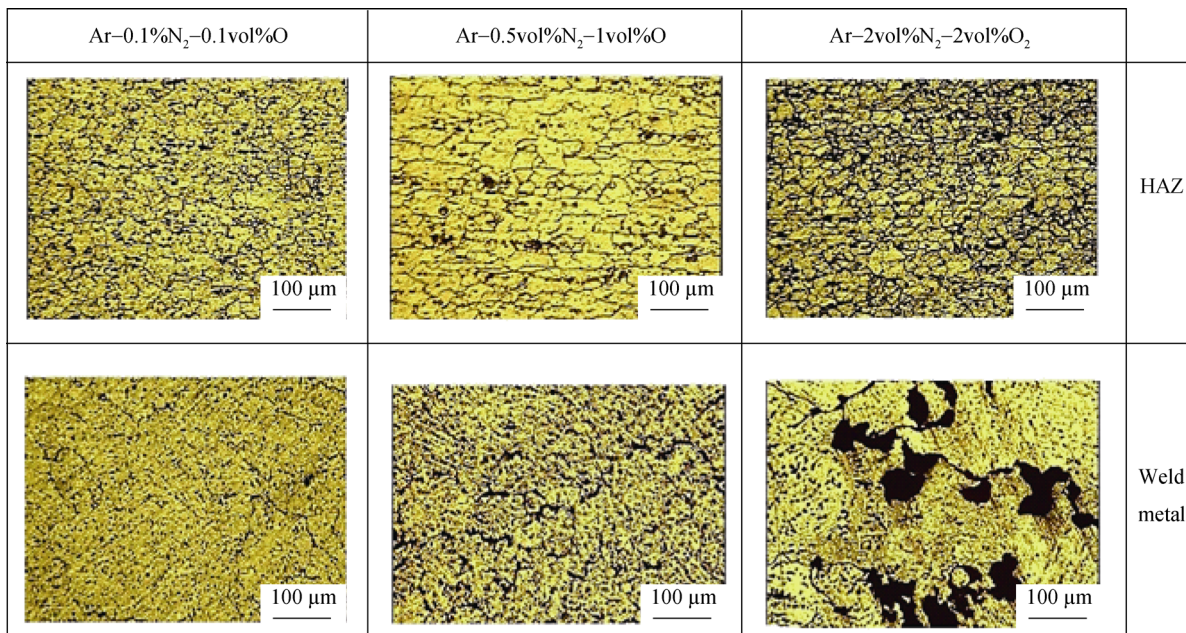 Ar−0.1%N₂−0.1vol%O
Ar−0.5vol%N₂−1vol%O
Ar−2vol%N₂−2vol%O₂
100 µm
100 µm
100 µm
HAZ
100 µm
100 µm
100 µm
Weld
metal